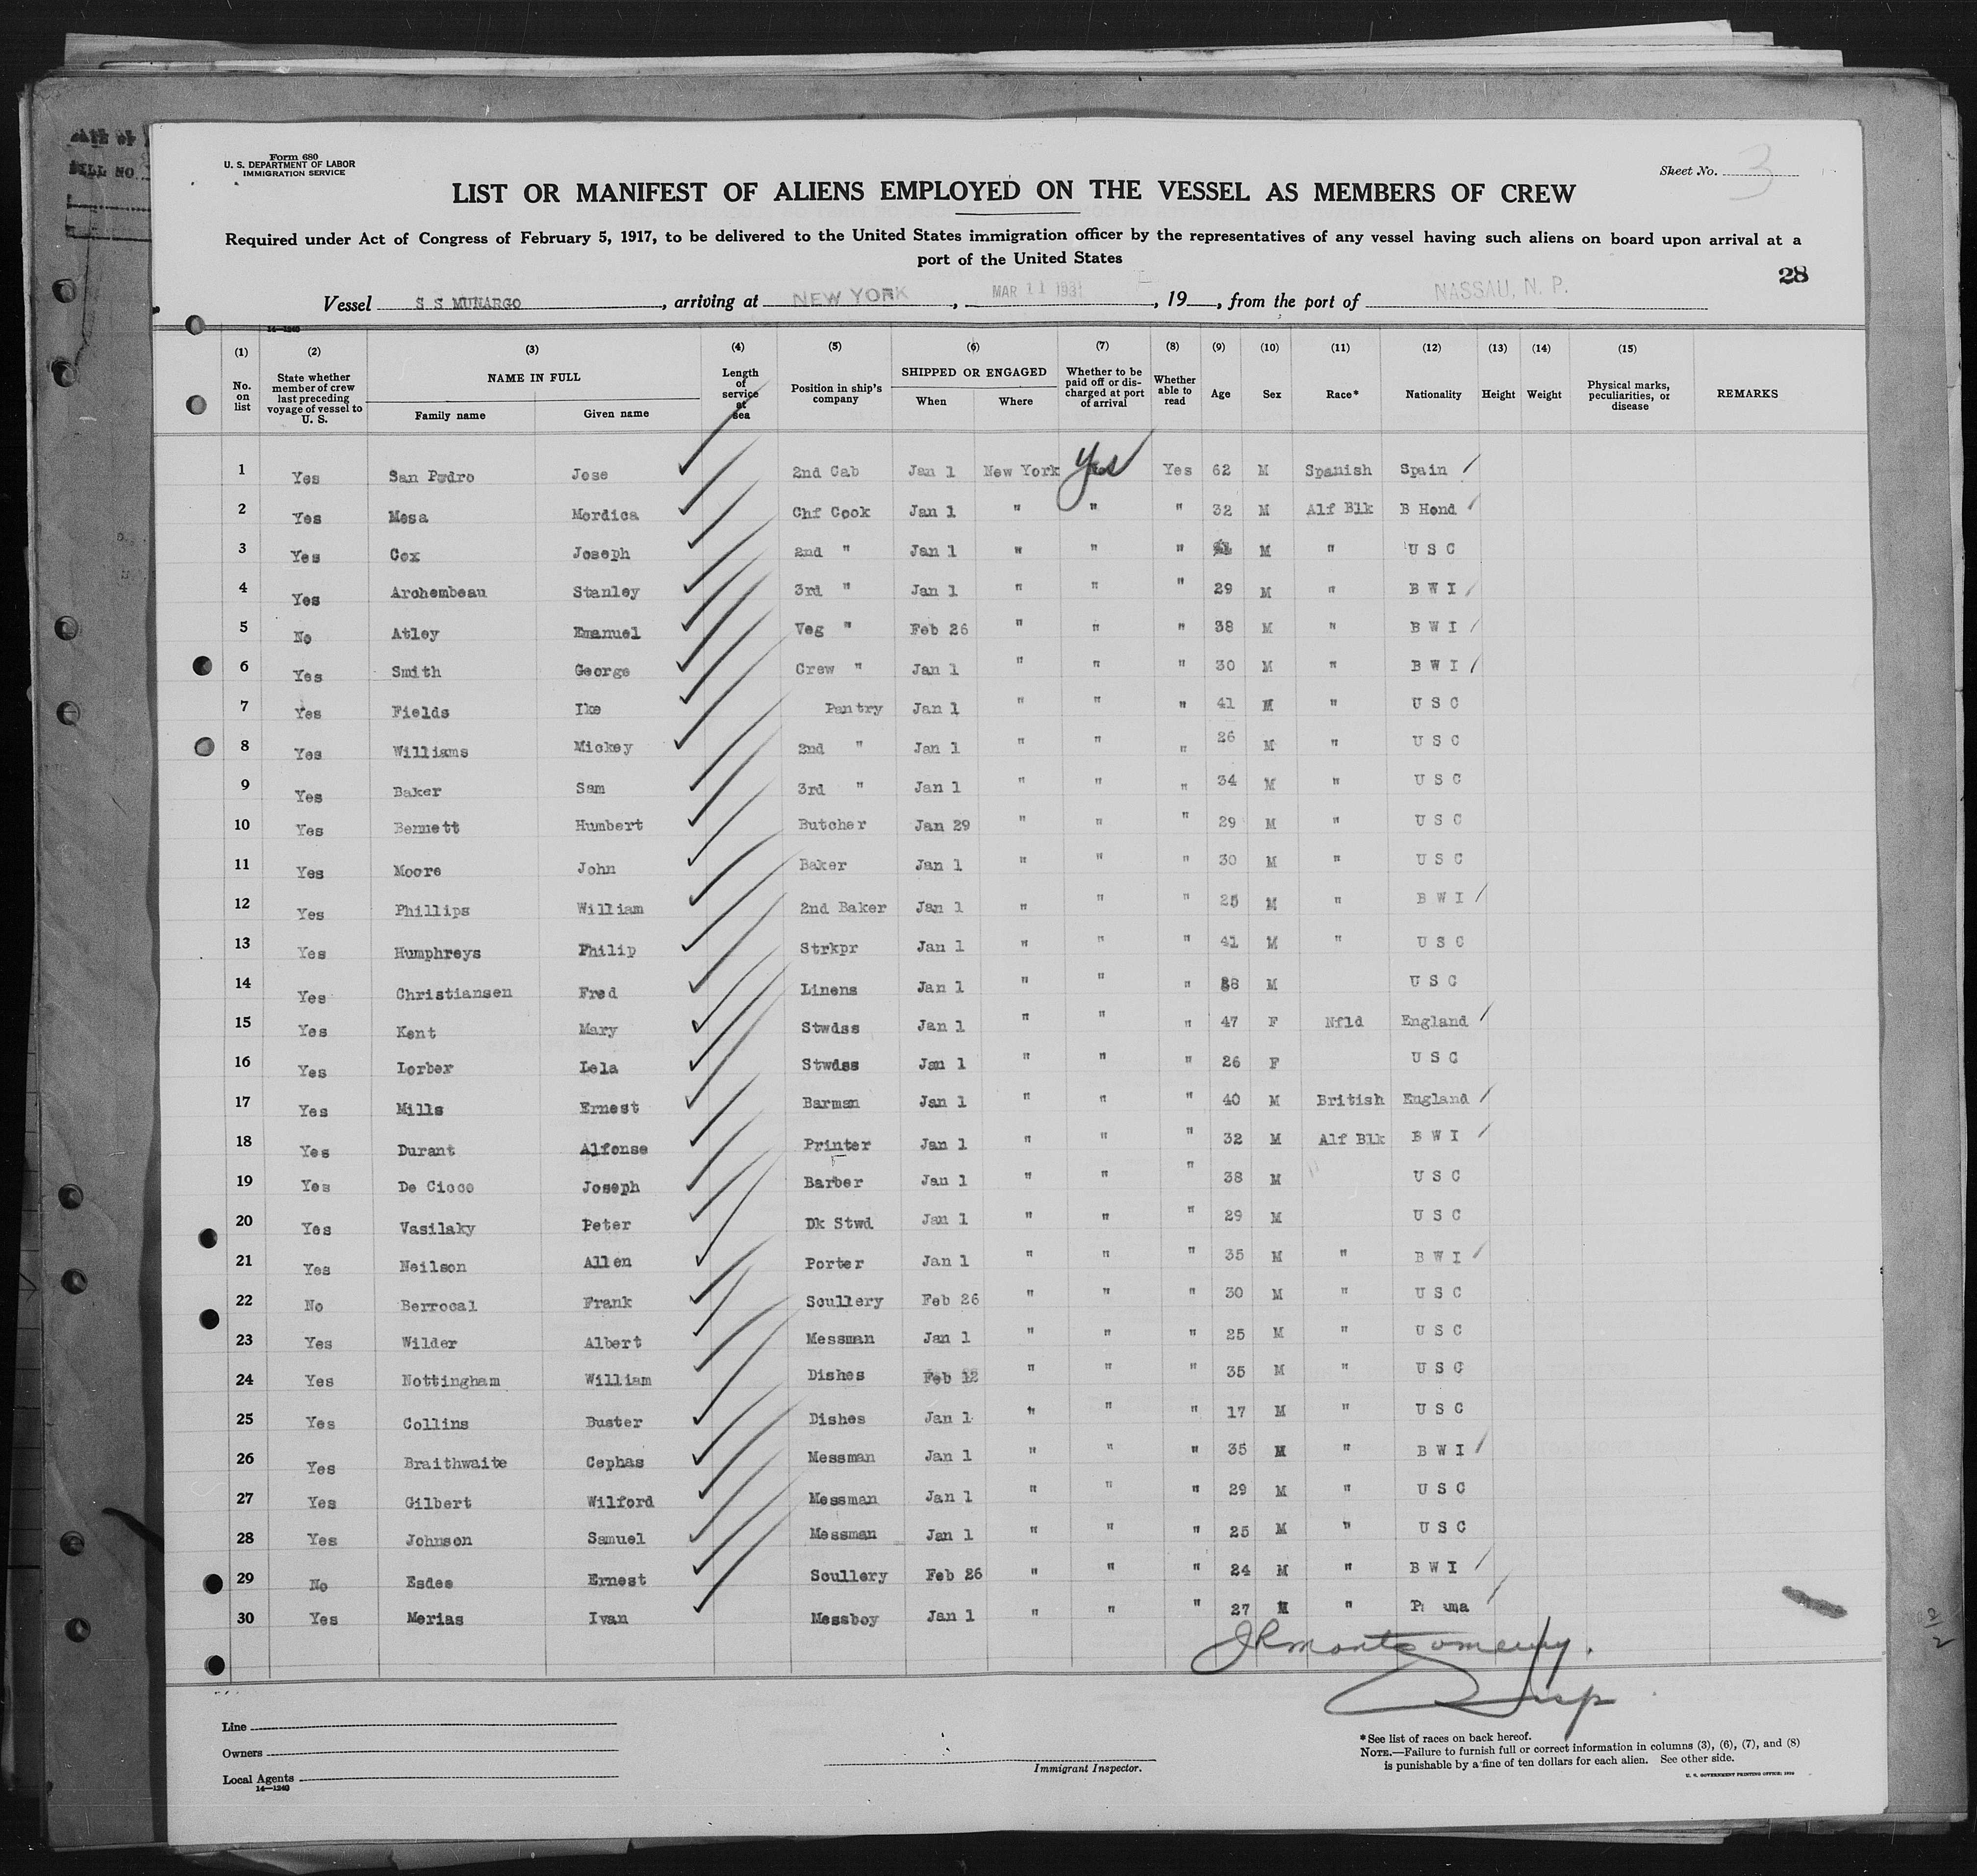 Form 680
U. S. DEPARTMENT OF LABOR
IMMIGRATION SERVICE
Sheet No. 3
LIST OR MANIFEST OF ALIENS EMPLOYED ON THE VESSEL AS MEMBERS OF CREW
Required under Act of Congress of February 5, 1917, to be delivered to the United States immigration officer by the representatives of any vessel having such aliens on board upon arrival at a
port of the United States
28
Vessel S S MUNARGO, arriving at NEW YORK, MAR 11 1931, 19, from the port of NASSAU, N. P.
14-1240
(1) (2) (3) (4) (5) (6) (7) (8) (9) (10) (11) (12) (13) (14) (15)
No. on list State whether member of crew last preceding voyage of vessel to U. S. NAME IN FULL Family name Given name Length of service at sea Position in ship's company SHIPPED OR ENGAGED When Where Whether to be paid off or discharged at port of arrival Whether able to read Age Sex Race* Nationality Height Weight Physical marks, peculiarities, or disease REMARKS
1 Yes San Pedro Jose 2nd Cab Jan 1 New York Yes Yes 62 M Spanish Spain
2 Yes Mesa Mordica Chf Cook Jan 1 " " " 32 M Alf Blk B Hond
3 Yes Cox Joseph 2nd " Jan 1 " " " M " U S C
4 Yes Archembeau Stanley 3rd " Jan 1 " " " 29 M " B W I
5 No Atley Emanuel Veg " Feb 26 " " " 38 M " B W I
6 Yes Smith George Crew " Jan 1 " " " 30 M " B W I
7 Yes Fields Ike Pantry Jan 1 " " " 41 M " U S C
8 Yes Williams Mickey 2nd " Jan 1 " " " 26 M " U S C
9 Yes Baker Sam 3rd " Jan 1 " " " 34 M " U S C
10 Yes Bennett Humbert Butcher Jan 29 " " " 29 M " U S C
11 Yes Moore John Baker Jan 1 " " " 30 M " U S C
12 Yes Phillips William 2nd Baker Jan 1 " " " 25 M " B W I
13 Yes Humphreys Philip Strkpr Jan 1 " " " 41 M " U S C
14 Yes Christiansen Fred Linens Jan 1 " " " 38 M U S C
15 Yes Kent Mary Stwdss Jan 1 " " " 47 F Nfld England
16 Yes Lorber Lela Stwdss Jan 1 " " " 26 F U S C
17 Yes Mills Ernest Barman Jan 1 " " " 40 M British England
18 Yes Durant Alfonse Printer Jan 1 " " " 32 M Alf Blk B W I
19 Yes De Cicco Joseph Barber Jan 1 " " " 38 M U S C
20 Yes Vasilaky Peter Dk Stwd Jan 1 " " " 29 M U S C
21 Yes Neilson Allen Porter Jan 1 " " " 35 M " B W I
22 No Berrocal Frank Scullery Feb 26 " " " 30 M " U S C
23 Yes Wilder Albert Messman Jan 1 " " " 25 M " U S C
24 Yes Nottingham William Dishes Feb 12 " " " 35 M " U S C
25 Yes Collins Buster Dishes Jan 1 " " " 17 M " U S C
26 Yes Braithwaite Cephas Messman Jan 1 " " " 35 M " B W I
27 Yes Gilbert Wilford Messman Jan 1 " " " 29 M " U S C
28 Yes Johnson Samuel Messman Jan 1 " " " 25 M " U S C
29 No Esdee Ernest Scullery Feb 26 " " " 24 M " B W I
30 Yes Merias Ivan Messboy Jan 1 " " " 27 M " P ama
JR Montgomery.
Insp
Line
Owners
Local Agents
14-1240
Immigrant Inspector.
*See list of races on back hereof.
NOTE.—Failure to furnish full or correct information in columns (3), (6), (7), and (8)
is punishable by a fine of ten dollars for each alien. See other side.
U. S. GOVERNMENT PRINTING OFFICE: